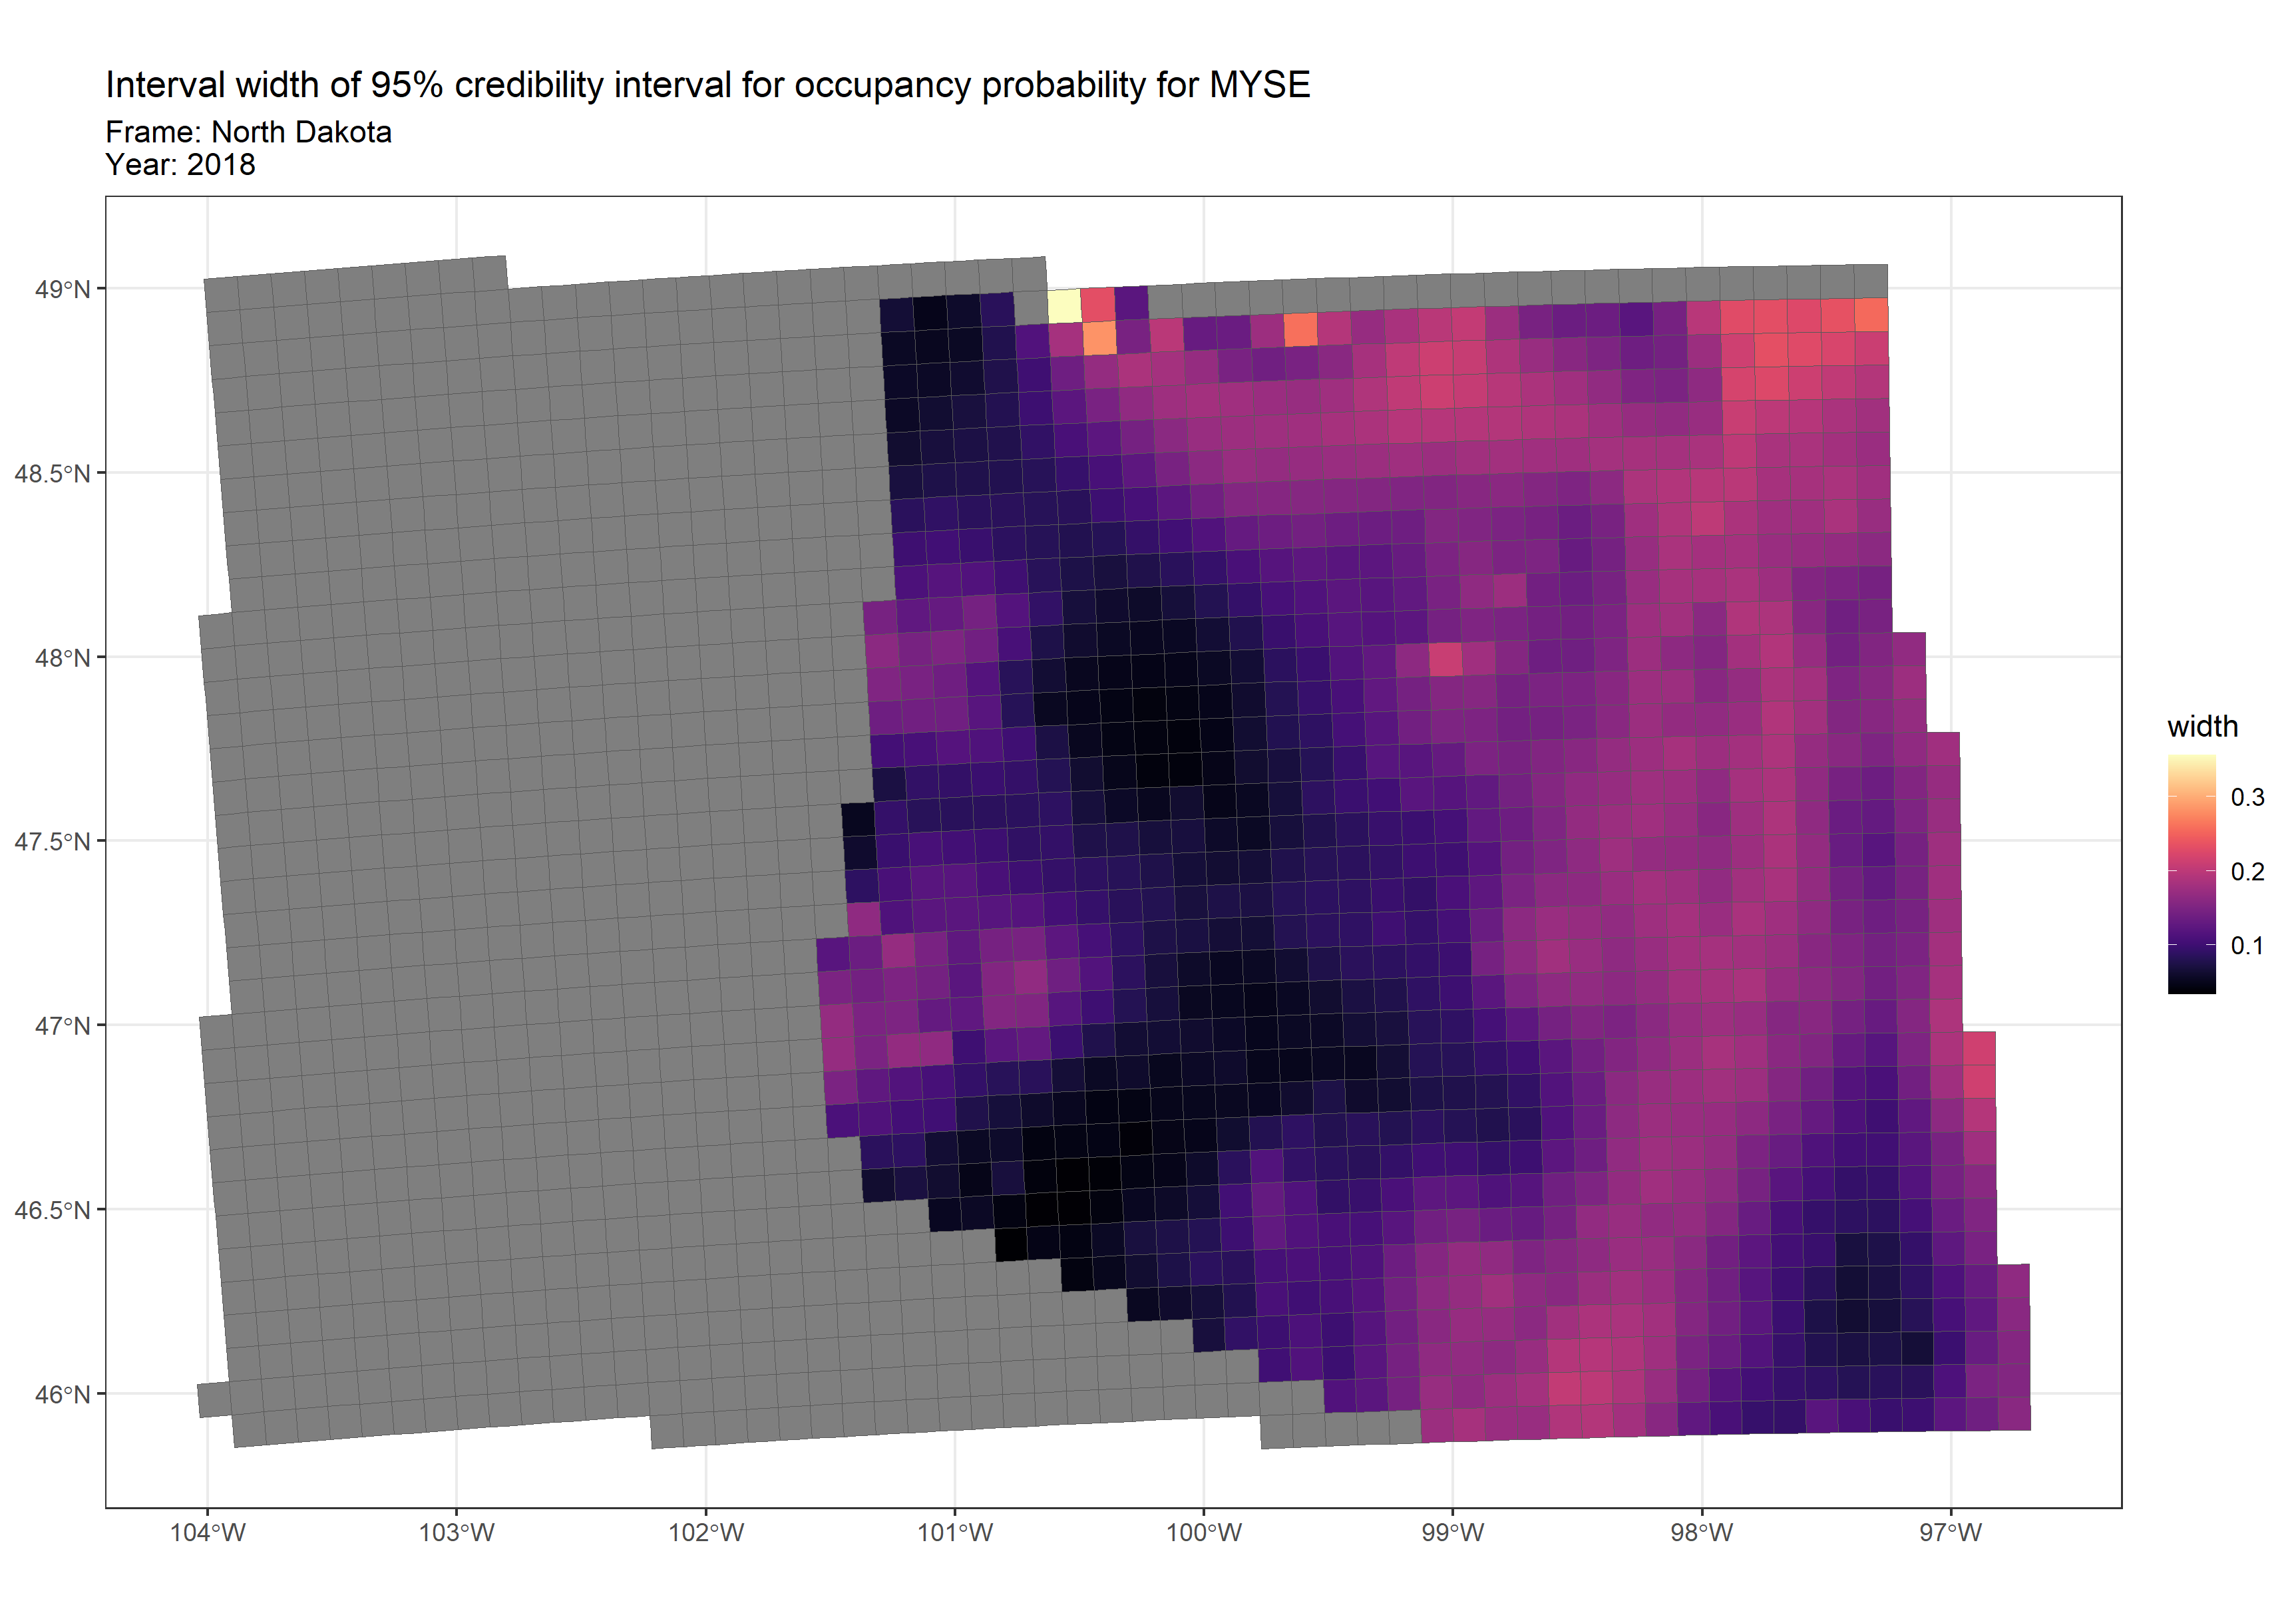 Interval width of 95% credibility interval for occupancy probability for MYSE
Frame: North Dakota
Year: 2018
49°N
48.5°N
48°N
47.5°N
47°N
46.5°N
46°N
104°W
103°W
102°W
101°W
100°W
99°W
98°W
97°W
width
0.3
0.2
0.1